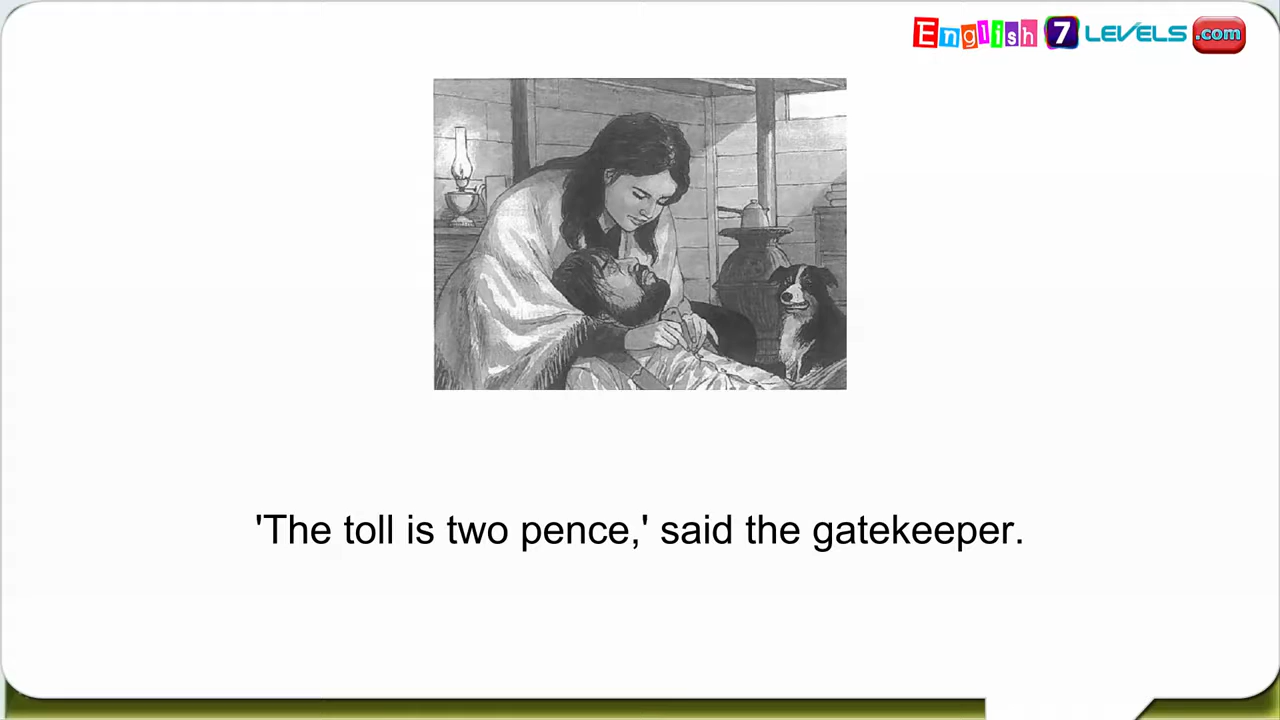 English 7 LEVELS .com
'The toll is two pence,' said the gatekeeper.